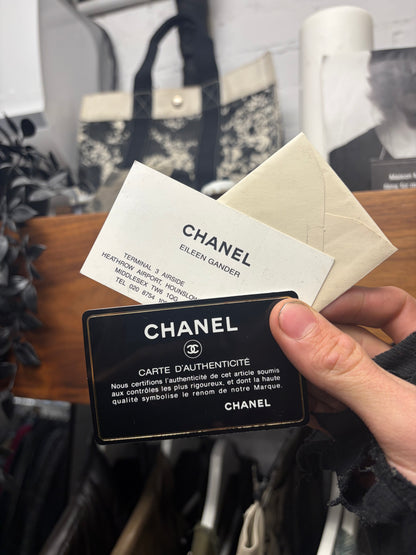 CHANEL
EILEEN GANDER
TERMINAL 3 AIRSIDE
HEATHROW AIRPORT, HOUNSLOW
MIDDLESEX TW6 1QG
TEL 020 8754
CHANEL
CARTE D'AUTHENTICITÉ
Nous certifions l'authenticité de cet article soumis
aux contrôles les plus rigoureux, et dont la haute
qualité symbolise le renom de notre Marque.
CHANEL
Maison